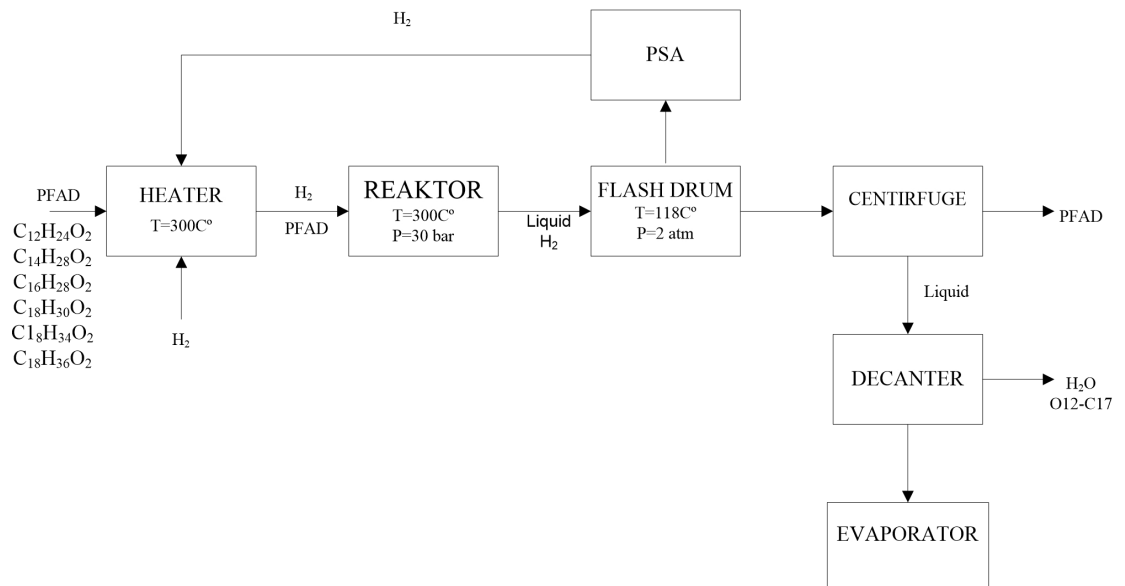 H₂
PSA
PFAD
C₁₂H₂₄O₂
C₁₄H₂₈O₂
C₁₆H₂₈O₂
C₁₈H₃₀O₂
C1₈H₃₄O₂
C₁₈H₃₆O₂
HEATER
T=300Cº
H₂
H₂
PFAD
REAKTOR
T=300Cº
P=30 bar
Liquid
H₂
FLASH DRUM
T=118Cº
P=2 atm
CENTIRFUGE
PFAD
Liquid
DECANTER
H₂O
O12-C17
EVAPORATOR